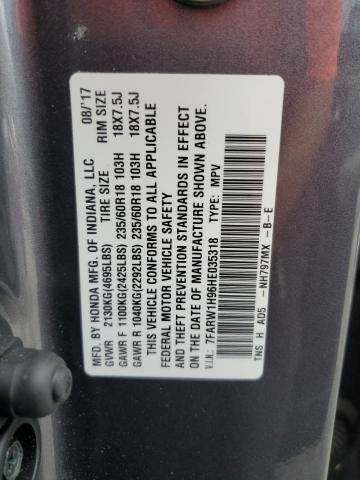 MFD. BY HONDA MFG. OF INDIANA, LLC 08/'17
GVWR 2130KG(4695LBS) TIRE SIZE RIM SIZE
GAWR F 1100KG(2425LBS) 235/60R18 103H 18X7.5J
GAWR R 1040KG(2292LBS) 235/60R18 103H 18X7.5J
THIS VEHICLE CONFORMS TO ALL APPLICABLE
FEDERAL MOTOR VEHICLE SAFETY
AND THEFT PREVENTION STANDARDS IN EFFECT
ON THE DATE OF MANUFACTURE SHOWN ABOVE.
V.I.N.: 7FARW1H96HE035318 TYPE: MPV
TNS H AD5 -NH797MX -B-E